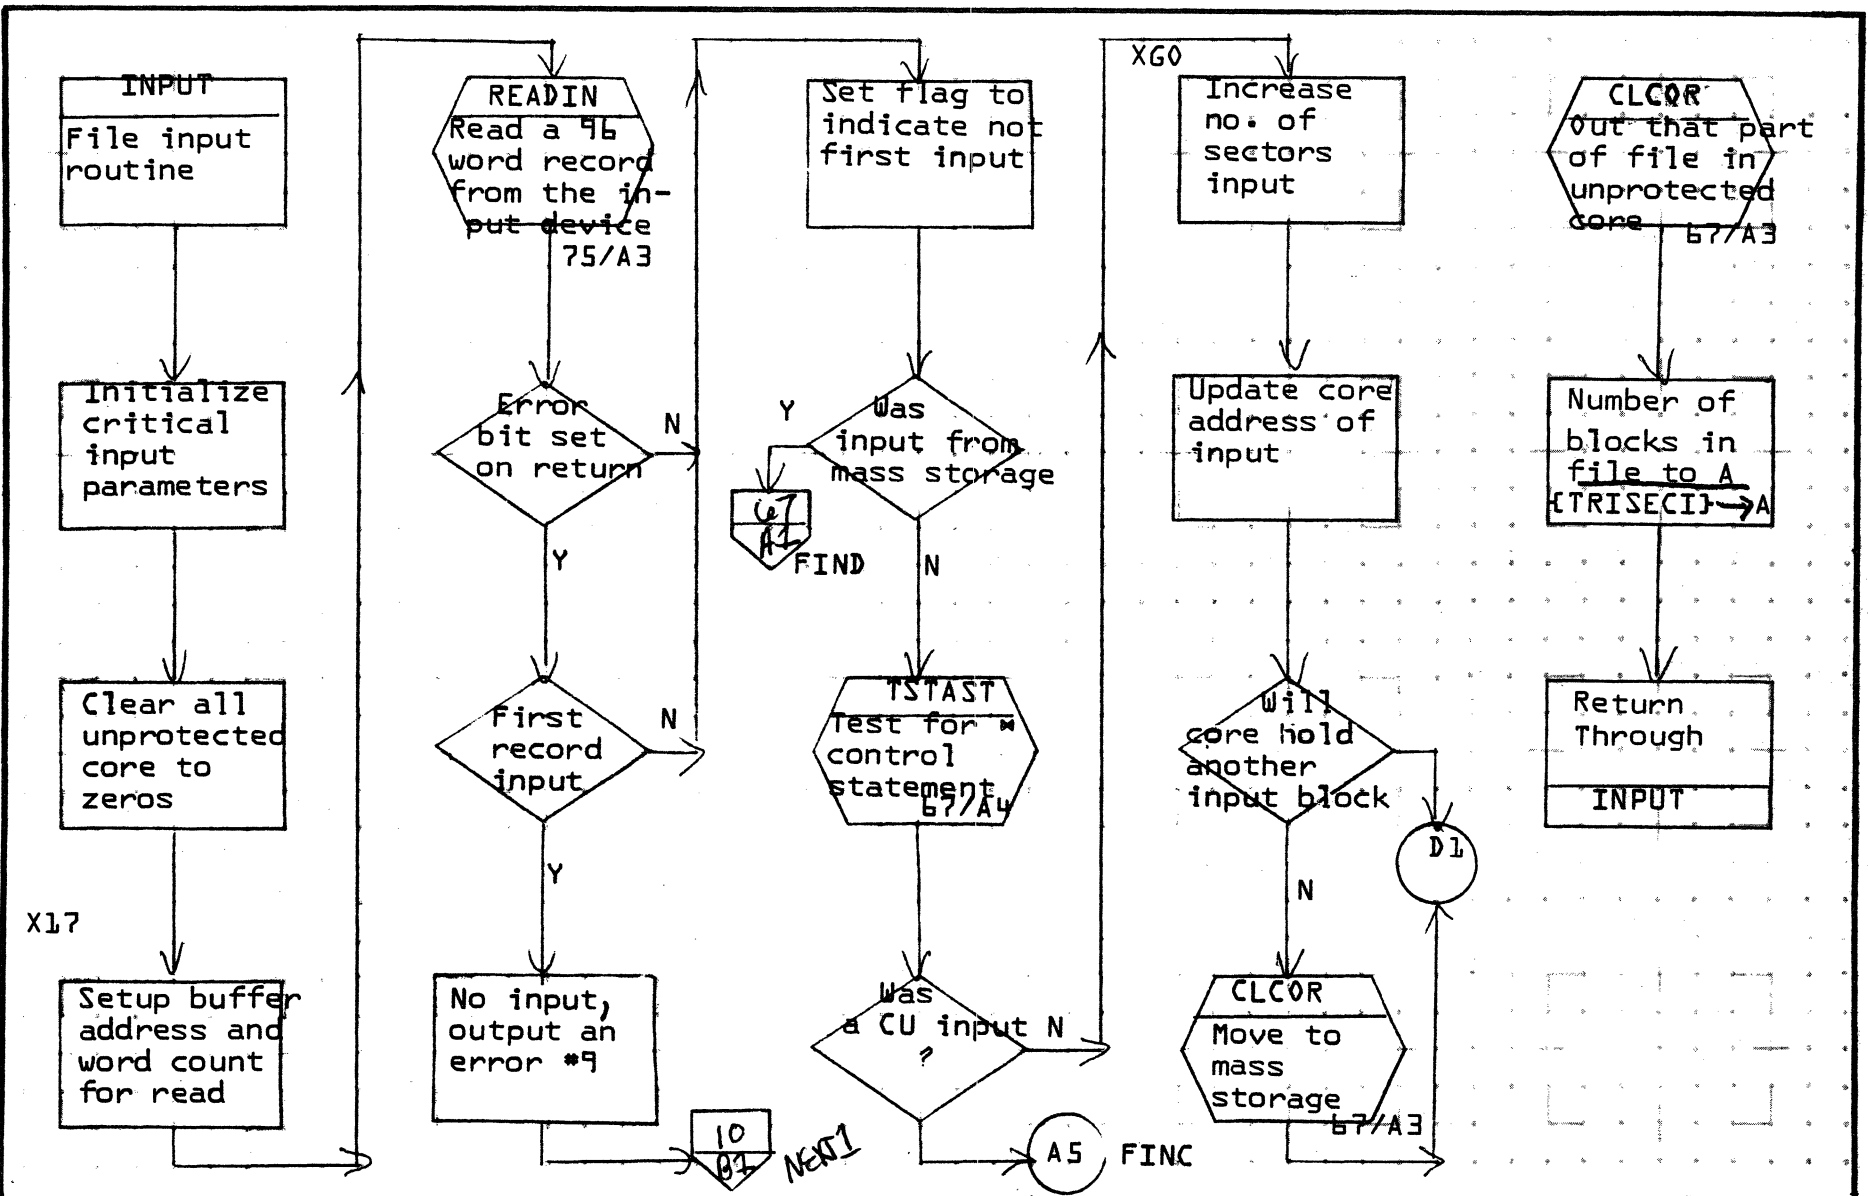 INPUT
File input
routine
Initialize
critical
input
parameters
Clear all
unprotected
core to
zeros
X17
Setup buffer
address and
word count
for read
READIN
Read a 96
word record
from the in-
put device
75/A3
Error
bit set
on return
N
Y
First
record
input
N
Y
No input,
output an
error #9
10
B1
NEXT1
Set flag to
indicate not
first input
Was
input from
mass storage
Y
67
A1
FIND
N
TSTAST
Test for *
control
statement
67/A4
Was
a CU input
?
N
A5
FINC
XGO
Increase
no. of
sectors
input
Update core
address of
input
Will
core hold
another
input block
D1
N
CLCOR
Move to
mass
storage
67/A3
CLCOR
Out that part
of file in
unprotected
core
67/A3
Number of
blocks in
file to A
{TRISECI}→A
Return
Through
INPUT